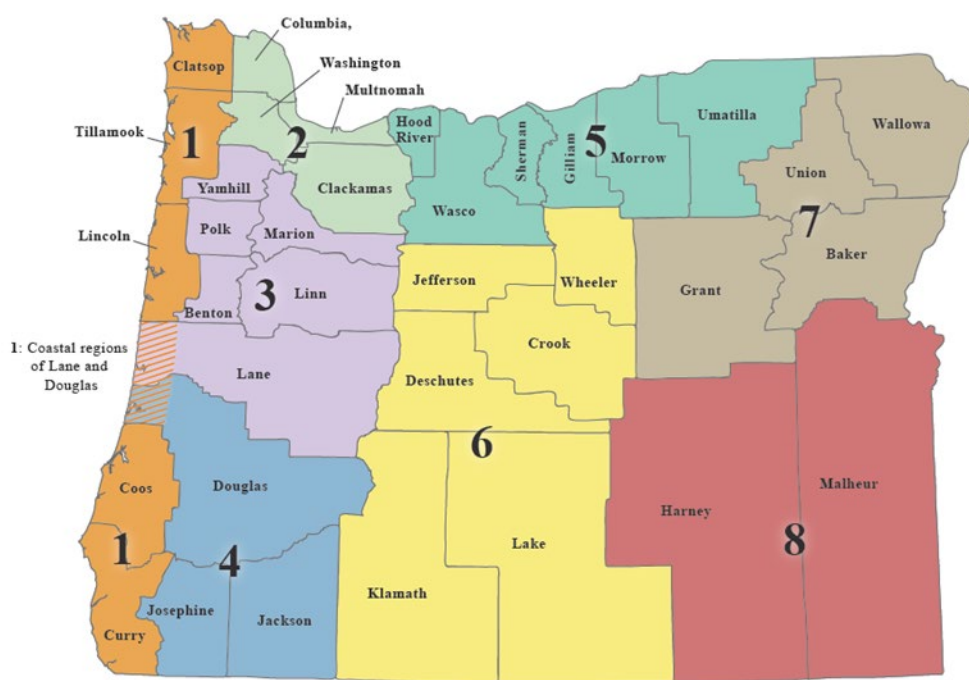 Columbia,
Clatsop
Washington
Multnomah
Tillamook
1
2
Hood
River
Sherman
Gilliam
5
Morrow
Umatilla
Wallowa
Union
Yamhill
Clackamas
Wasco
7
Polk
Marion
Lincoln
Baker
Jefferson
Wheeler
Grant
3
Linn
Benton
Crook
1: Coastal regions
of Lane and
Douglas
Lane
Deschutes
6
Coos
Douglas
Malheur
Harney
1
4
Lake
8
Klamath
Josephine
Jackson
Curry